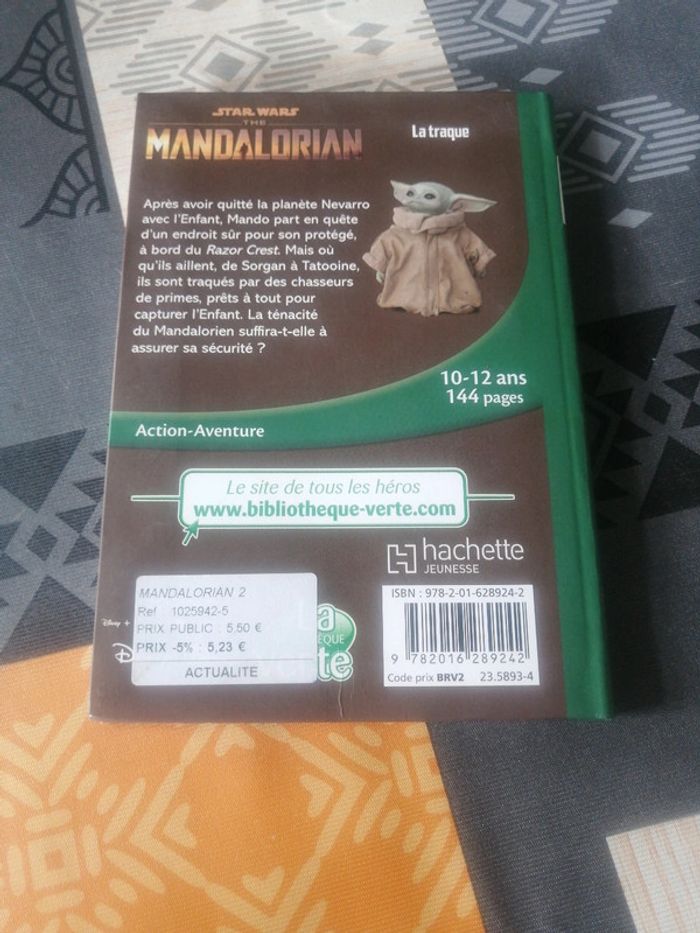 STAR WARS
THE
MANDALORIAN
La traque
Après avoir quitté la planète Nevarro
avec l'Enfant, Mando part en quête
d'un endroit sûr pour son protégé,
à bord du Razor Crest. Mais où
qu'ils aillent, de Sorgan à Tatooine,
ils sont traqués par des chasseurs
de primes, prêts à tout pour
capturer l'Enfant. La ténacité
du Mandalorien suffira-t-elle à
assurer sa sécurité ?
10-12 ans
144 pages
Action-Aventure
Le site de tous les héros
www.bibliotheque-verte.com
hachette
JEUNESSE
MANDALORIAN 2
Ref : 1025942-5
PRIX PUBLIC : 5,50 €
PRIX -5% : 5,23 €
ACTUALITE
Disney +
ISBN : 978-2-01-628924-2
9 782016 289242
Code prix BRV2 23.5893-4